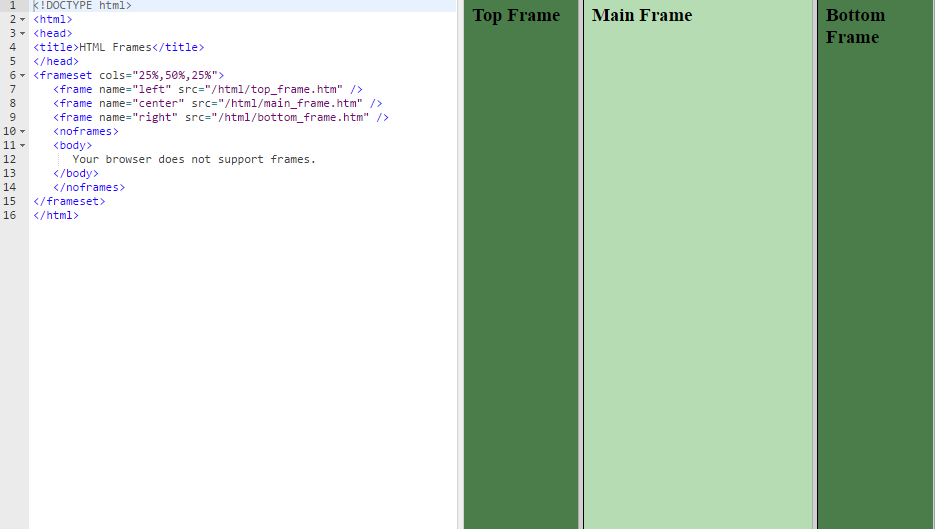 1 <!DOCTYPE html>
2 <html>
3 <head>
4 <title>HTML Frames</title>
5 </head>
6 <frameset cols="25%,50%,25%">
7 <frame name="left" src="/html/top_frame.htm" />
8 <frame name="center" src="/html/main_frame.htm" />
9 <frame name="right" src="/html/bottom_frame.htm" />
10 <noframes>
11 <body>
12 Your browser does not support frames.
13 </body>
14 </noframes>
15 </frameset>
16 </html>
Top Frame
Main Frame
Bottom
Frame